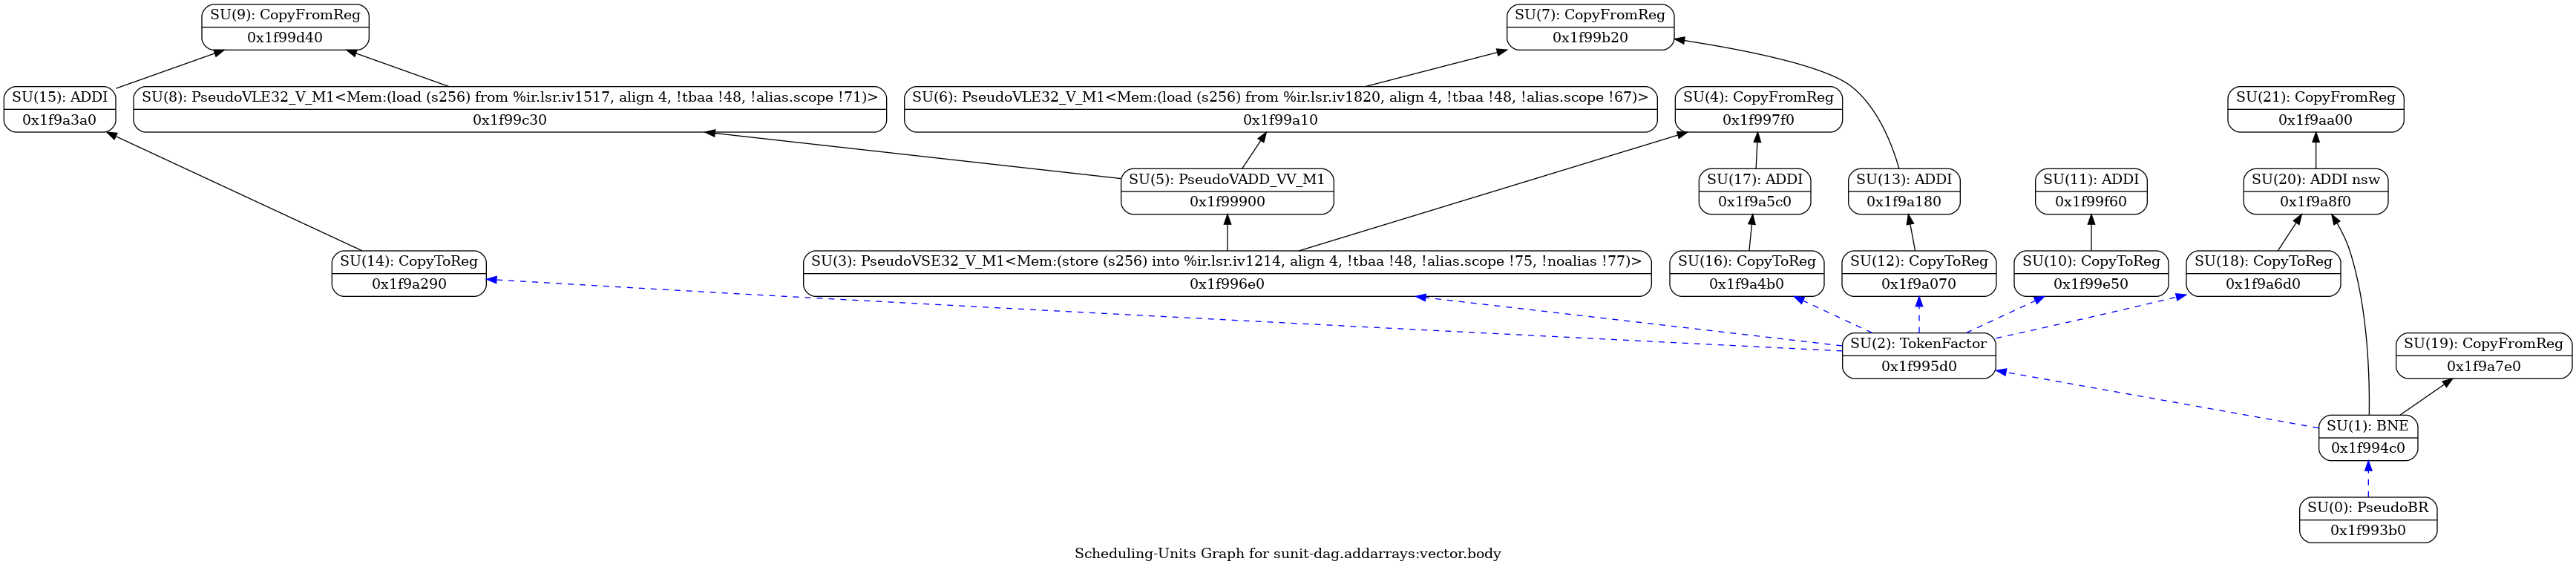 SU(9): CopyFromReg
0x1f99d40
SU(7): CopyFromReg
0x1f99b20
SU(15): ADDI
0x1f9a3a0
SU(8): PseudoVLE32_V_M1<Mem:(load (s256) from %ir.lsr.iv1517, align 4, !tbaa !48, !alias.scope !71)>
0x1f99c30
SU(6): PseudoVLE32_V_M1<Mem:(load (s256) from %ir.lsr.iv1820, align 4, !tbaa !48, !alias.scope !67)>
0x1f99a10
SU(4): CopyFromReg
0x1f997f0
SU(21): CopyFromReg
0x1f9aa00
SU(5): PseudoVADD_VV_M1
0x1f99900
SU(17): ADDI
0x1f9a5c0
SU(13): ADDI
0x1f9a180
SU(11): ADDI
0x1f99f60
SU(20): ADDI nsw
0x1f9a8f0
SU(14): CopyToReg
0x1f9a290
SU(3): PseudoVSE32_V_M1<Mem:(store (s256) into %ir.lsr.iv1214, align 4, !tbaa !48, !alias.scope !75, !noalias !77)>
0x1f996e0
SU(16): CopyToReg
0x1f9a4b0
SU(12): CopyToReg
0x1f9a070
SU(10): CopyToReg
0x1f99e50
SU(18): CopyToReg
0x1f9a6d0
SU(2): TokenFactor
0x1f995d0
SU(19): CopyFromReg
0x1f9a7e0
SU(1): BNE
0x1f994c0
SU(0): PseudoBR
0x1f993b0
Scheduling-Units Graph for sunit-dag.addarrays:vector.body